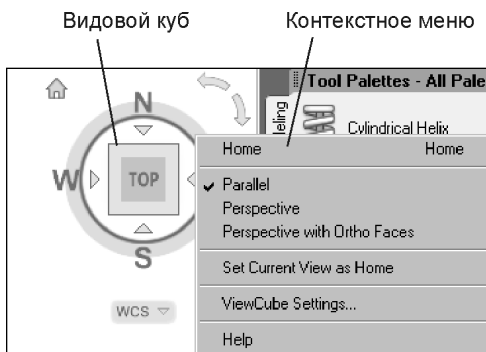 Видовой куб
Контекстное меню
Tool Palettes - All Pale
eling
Cylindrical Helix
N
W
TOP
S
WCS
Home Home
Parallel
Perspective
Perspective with Ortho Faces
Set Current View as Home
ViewCube Settings...
Help